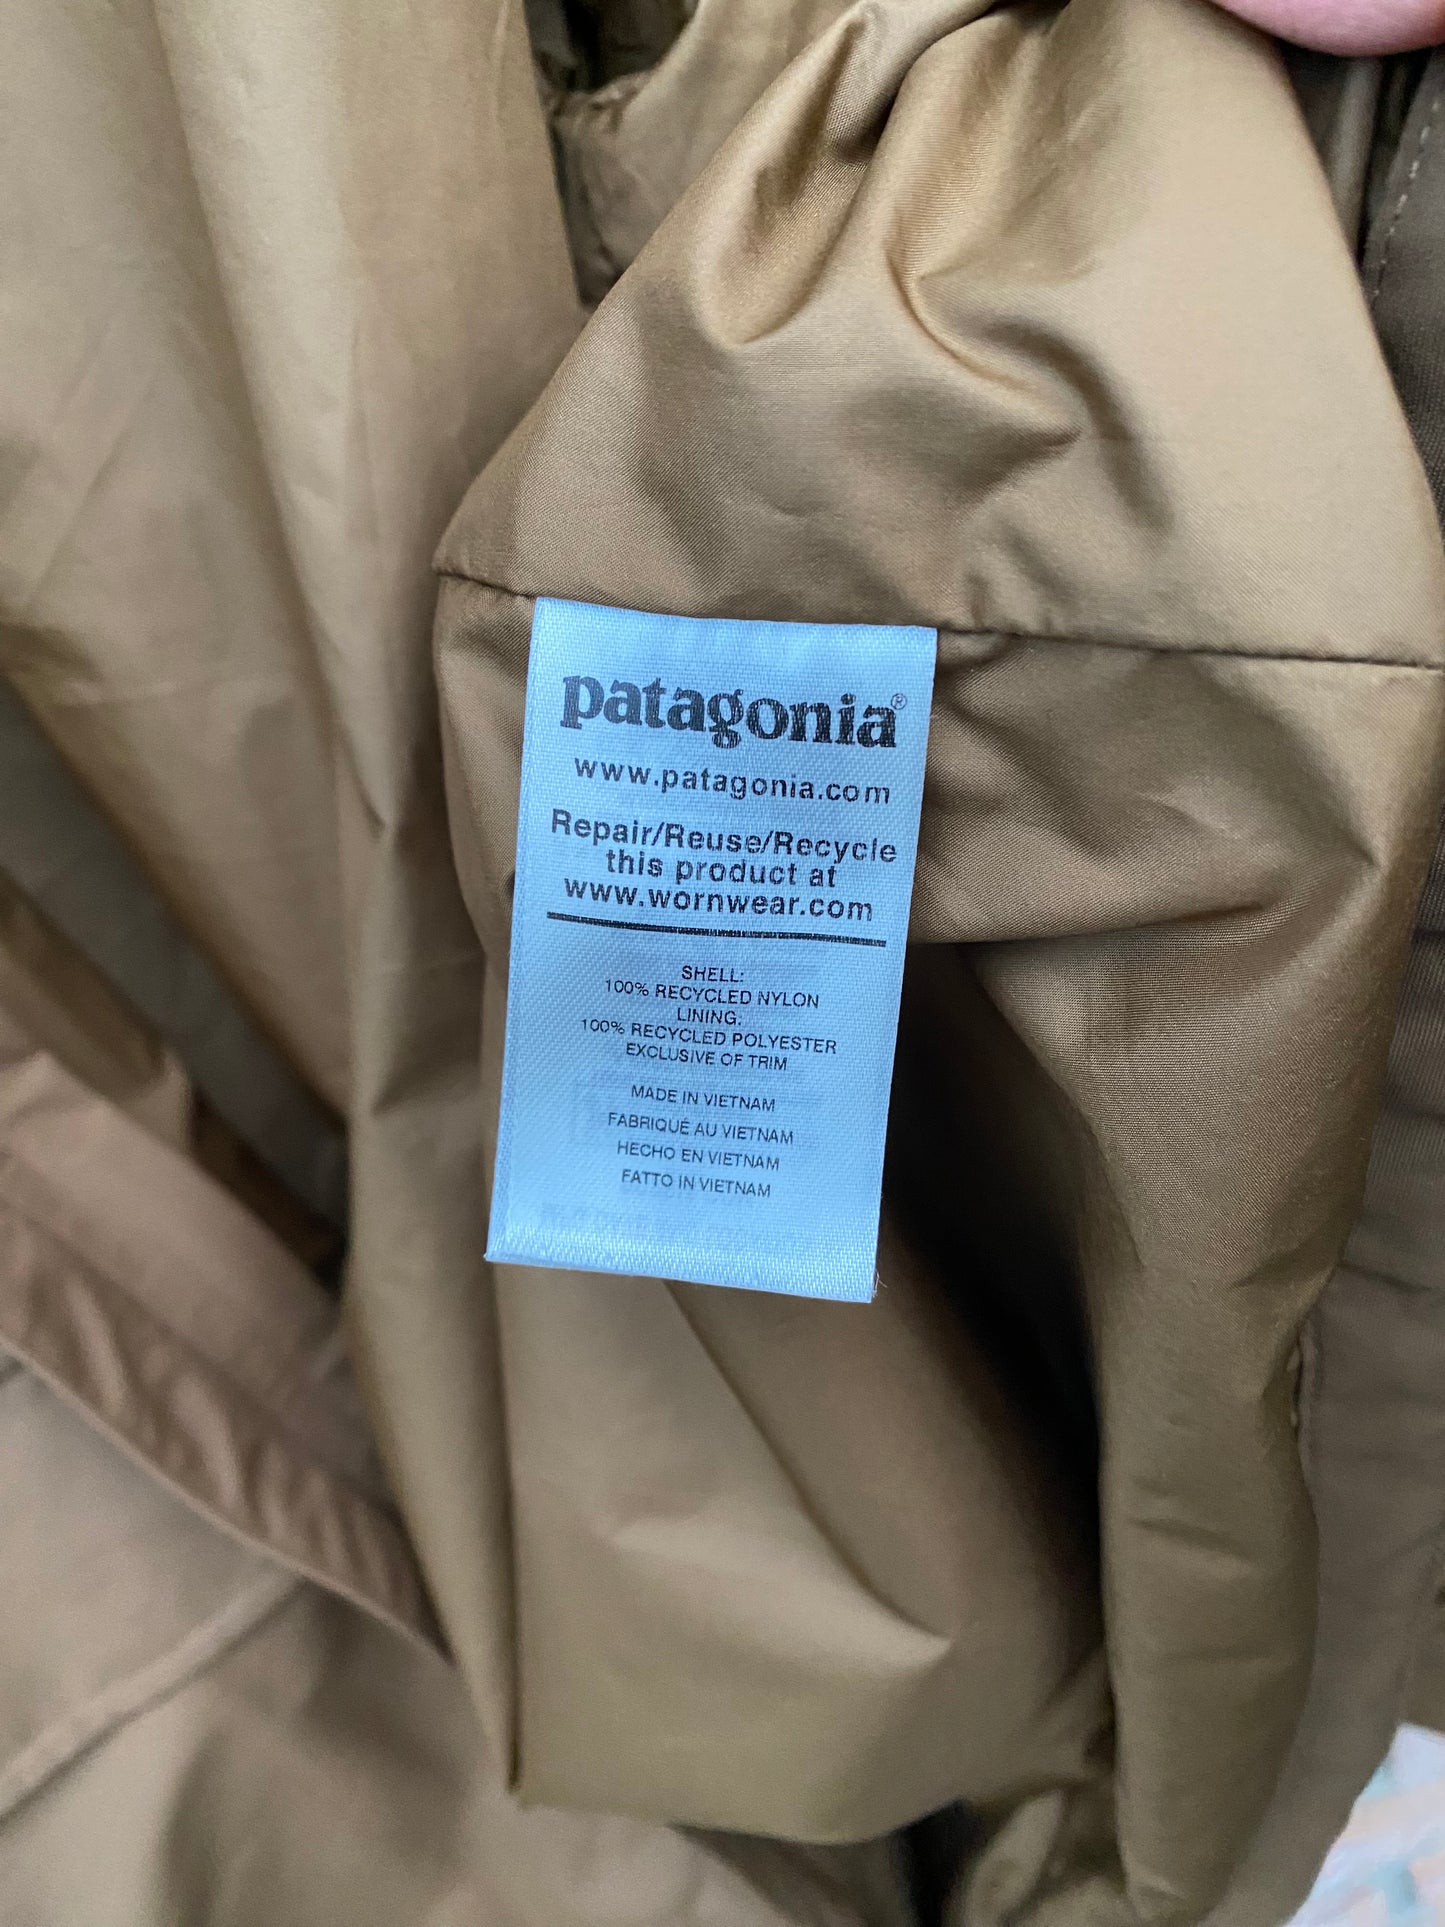 patagonia®
www.patagonia.com
Repair/Reuse/Recycle
this product at
www.wornwear.com
SHELL:
100% RECYCLED NYLON
LINING.
100% RECYCLED POLYESTER
EXCLUSIVE OF TRIM
MADE IN VIETNAM
FABRIQUÉ AU VIETNAM
HECHO EN VIETNAM
FATTO IN VIETNAM